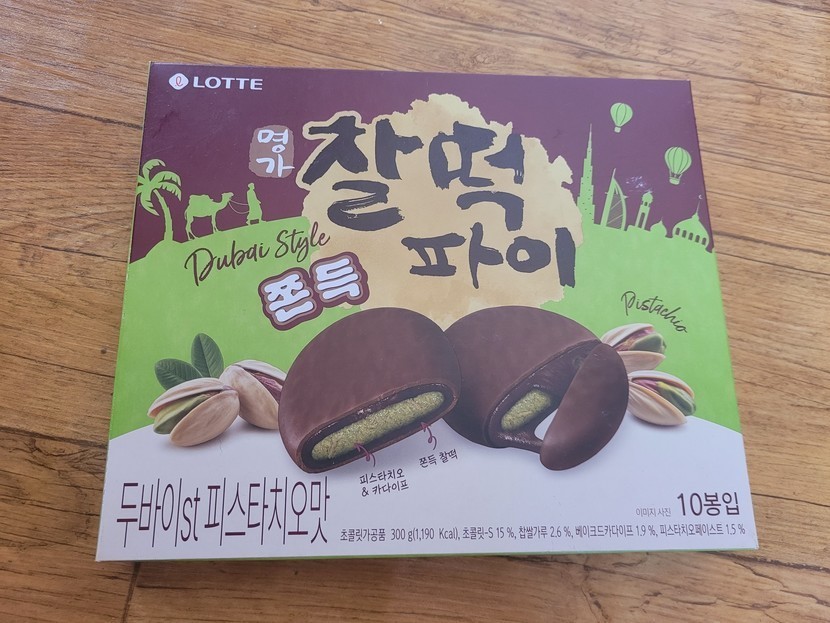 LOTTE
명가
찰떡
파이
Dubai Style
쫀득
Pistachio
피스타치오
& 카다이프
쫀득 찰떡
두바이st 피스타치오맛
이미지 사진 10봉입
초콜릿가공품 300 g(1,190 Kcal), 초콜릿-S 15 %, 찹쌀가루 2.6 %, 베이크드카다이프 1.9 %, 피스타치오페이스트 1.5 %